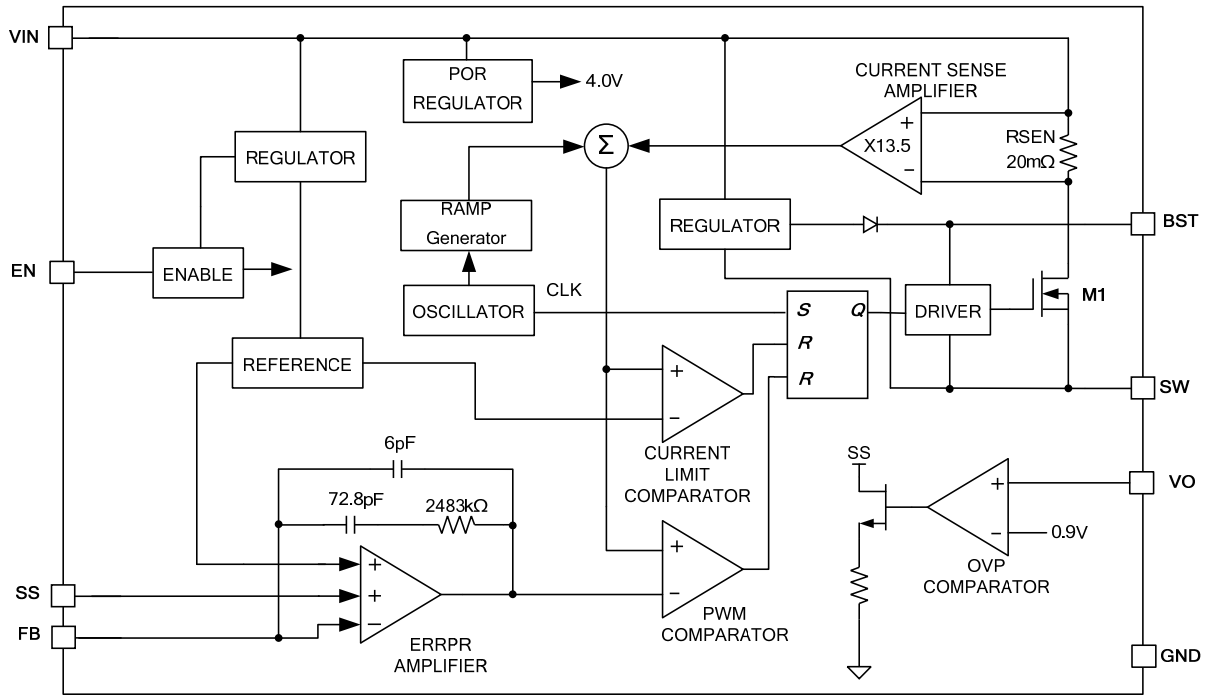 VIN
POR
REGULATOR
4.0V
CURRENT SENSE
AMPLIFIER
+
X13.5
−
RSEN
20mΩ
Σ
REGULATOR
RAMP
Generator
REGULATOR
BST
EN
ENABLE
OSCILLATOR
CLK
S Q
R
R
DRIVER
M1
REFERENCE
+
−
CURRENT
LIMIT
COMPARATOR
SW
6pF
72.8pF
2483kΩ
SS
+
−
0.9V
VO
OVP
COMPARATOR
+
−
PWM
COMPARATOR
+
+
−
ERRPR
AMPLIFIER
SS
FB
GND